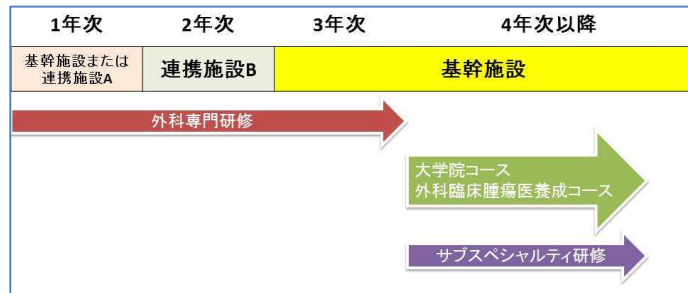 1年次 2年次 3年次 4年次以降
基幹施設または
連携施設A
連携施設B
基幹施設
外科専門研修
大学院コース
外科臨床腫瘍医養成コース
サブスペシャルティ研修